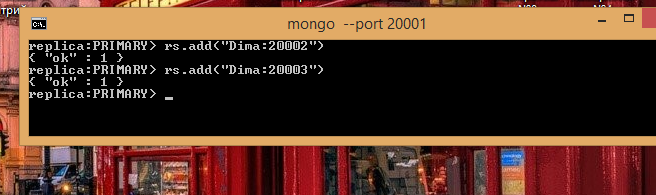 трий
mongo --port 20001
replica:PRIMARY> rs.add("Dima:20002")
{ "ok" : 1 }
replica:PRIMARY> rs.add("Dima:20003")
{ "ok" : 1 }
replica:PRIMARY> _